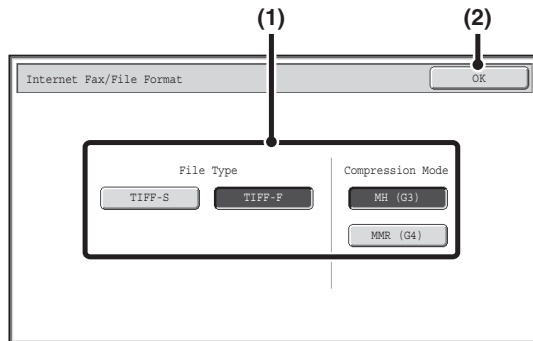 (1) (2)
Internet Fax/File Format OK
File Type Compression Mode
TIFF-S TIFF-F MH (G3)
MMR (G4)